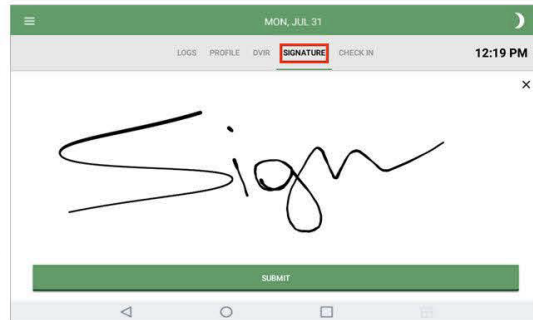 MON, JUL 31
LOGS PROFILE DVIR SIGNATURE CHECK IN 12:19 PM
Sign
SUBMIT